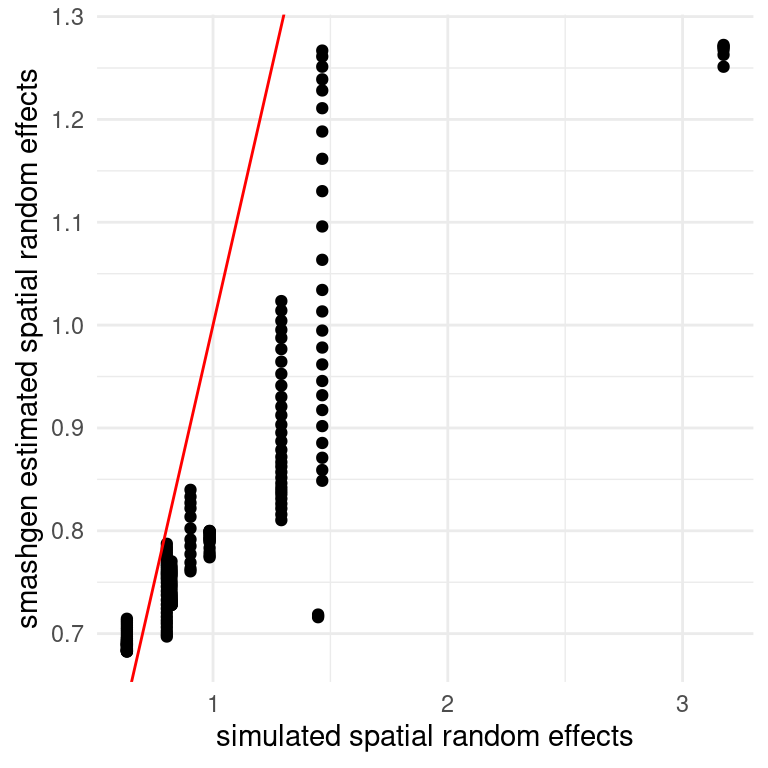 1.3
1.2
1.1
1.0
0.9
0.8
0.7
smashgen estimated spatial random effects
1 2 3
simulated spatial random effects